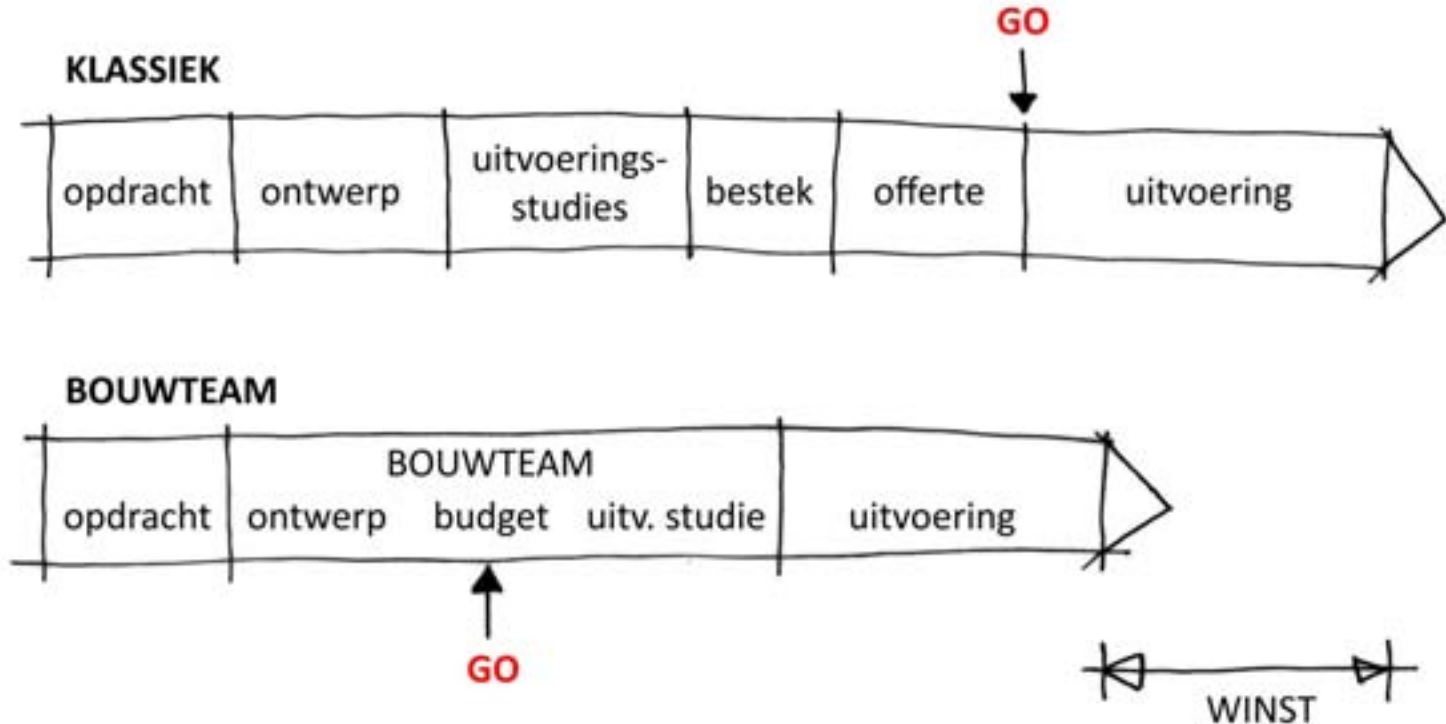 GO
KLASSIEK
opdracht ontwerp uitvoerings-
studies bestek offerte uitvoering
BOUWTEAM
BOUWTEAM
opdracht ontwerp budget uitv. studie uitvoering
GO
WINST